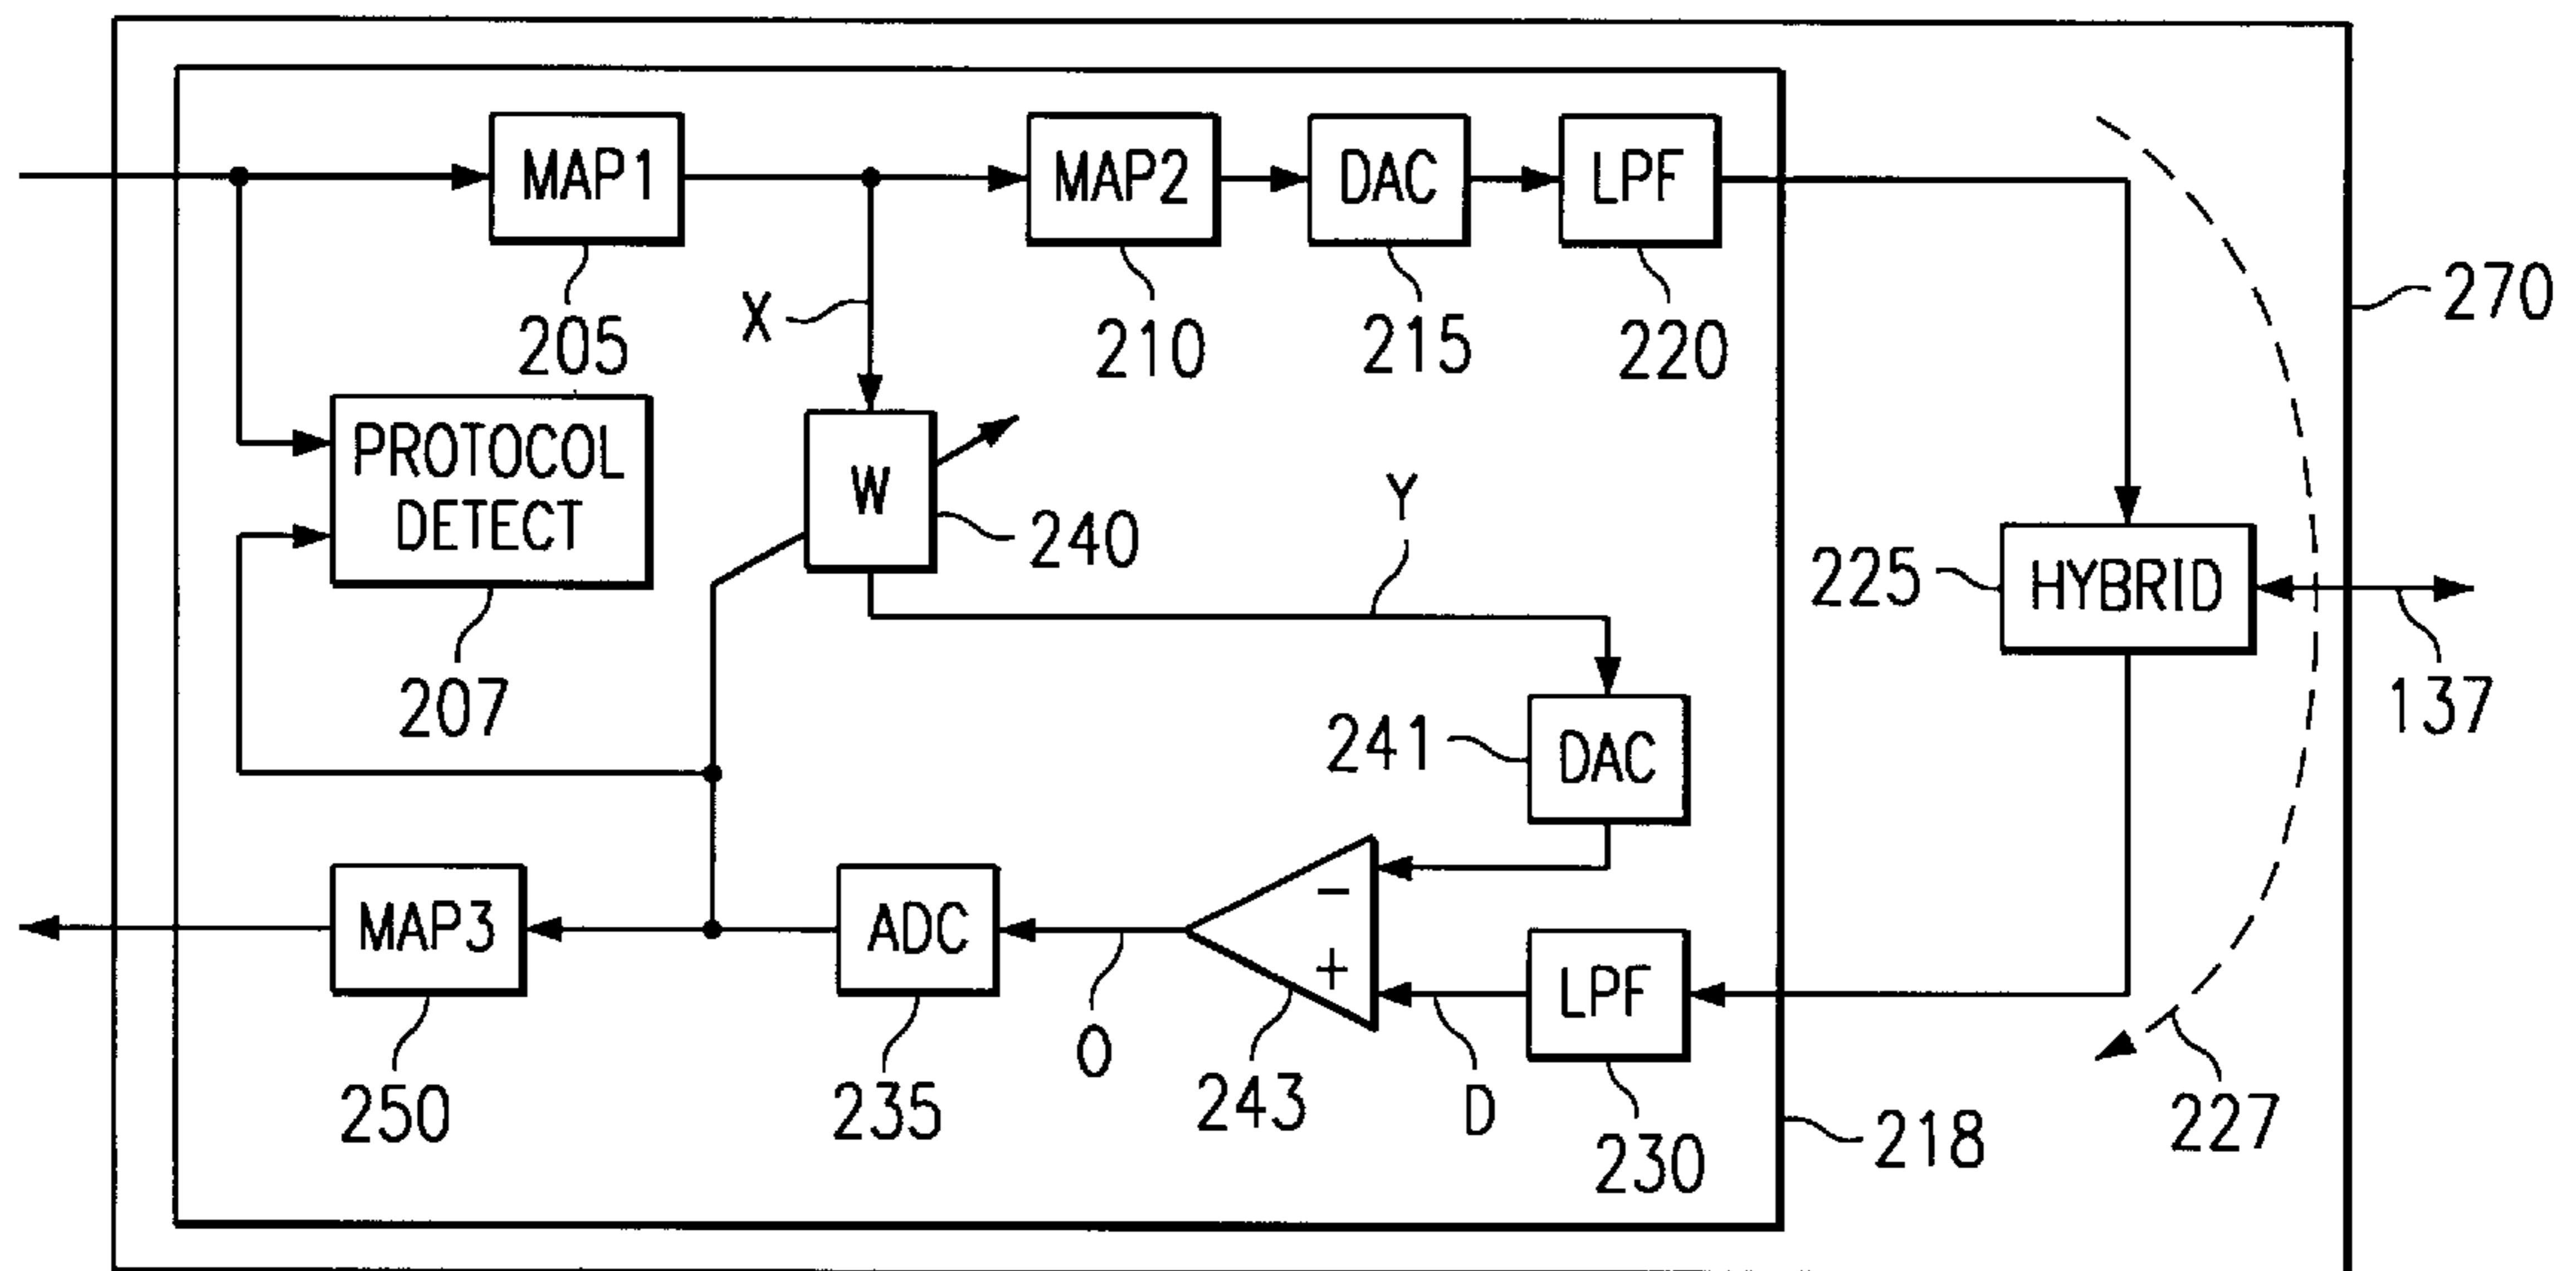 MAP1
MAP2
DAC
LPF
205
X
210
215
220
270
PROTOCOL
DETECT
207
W
240
Y
225
HYBRID
137
241
DAC
MAP3
250
ADC
235
O
−
+
243
D
LPF
230
218
227